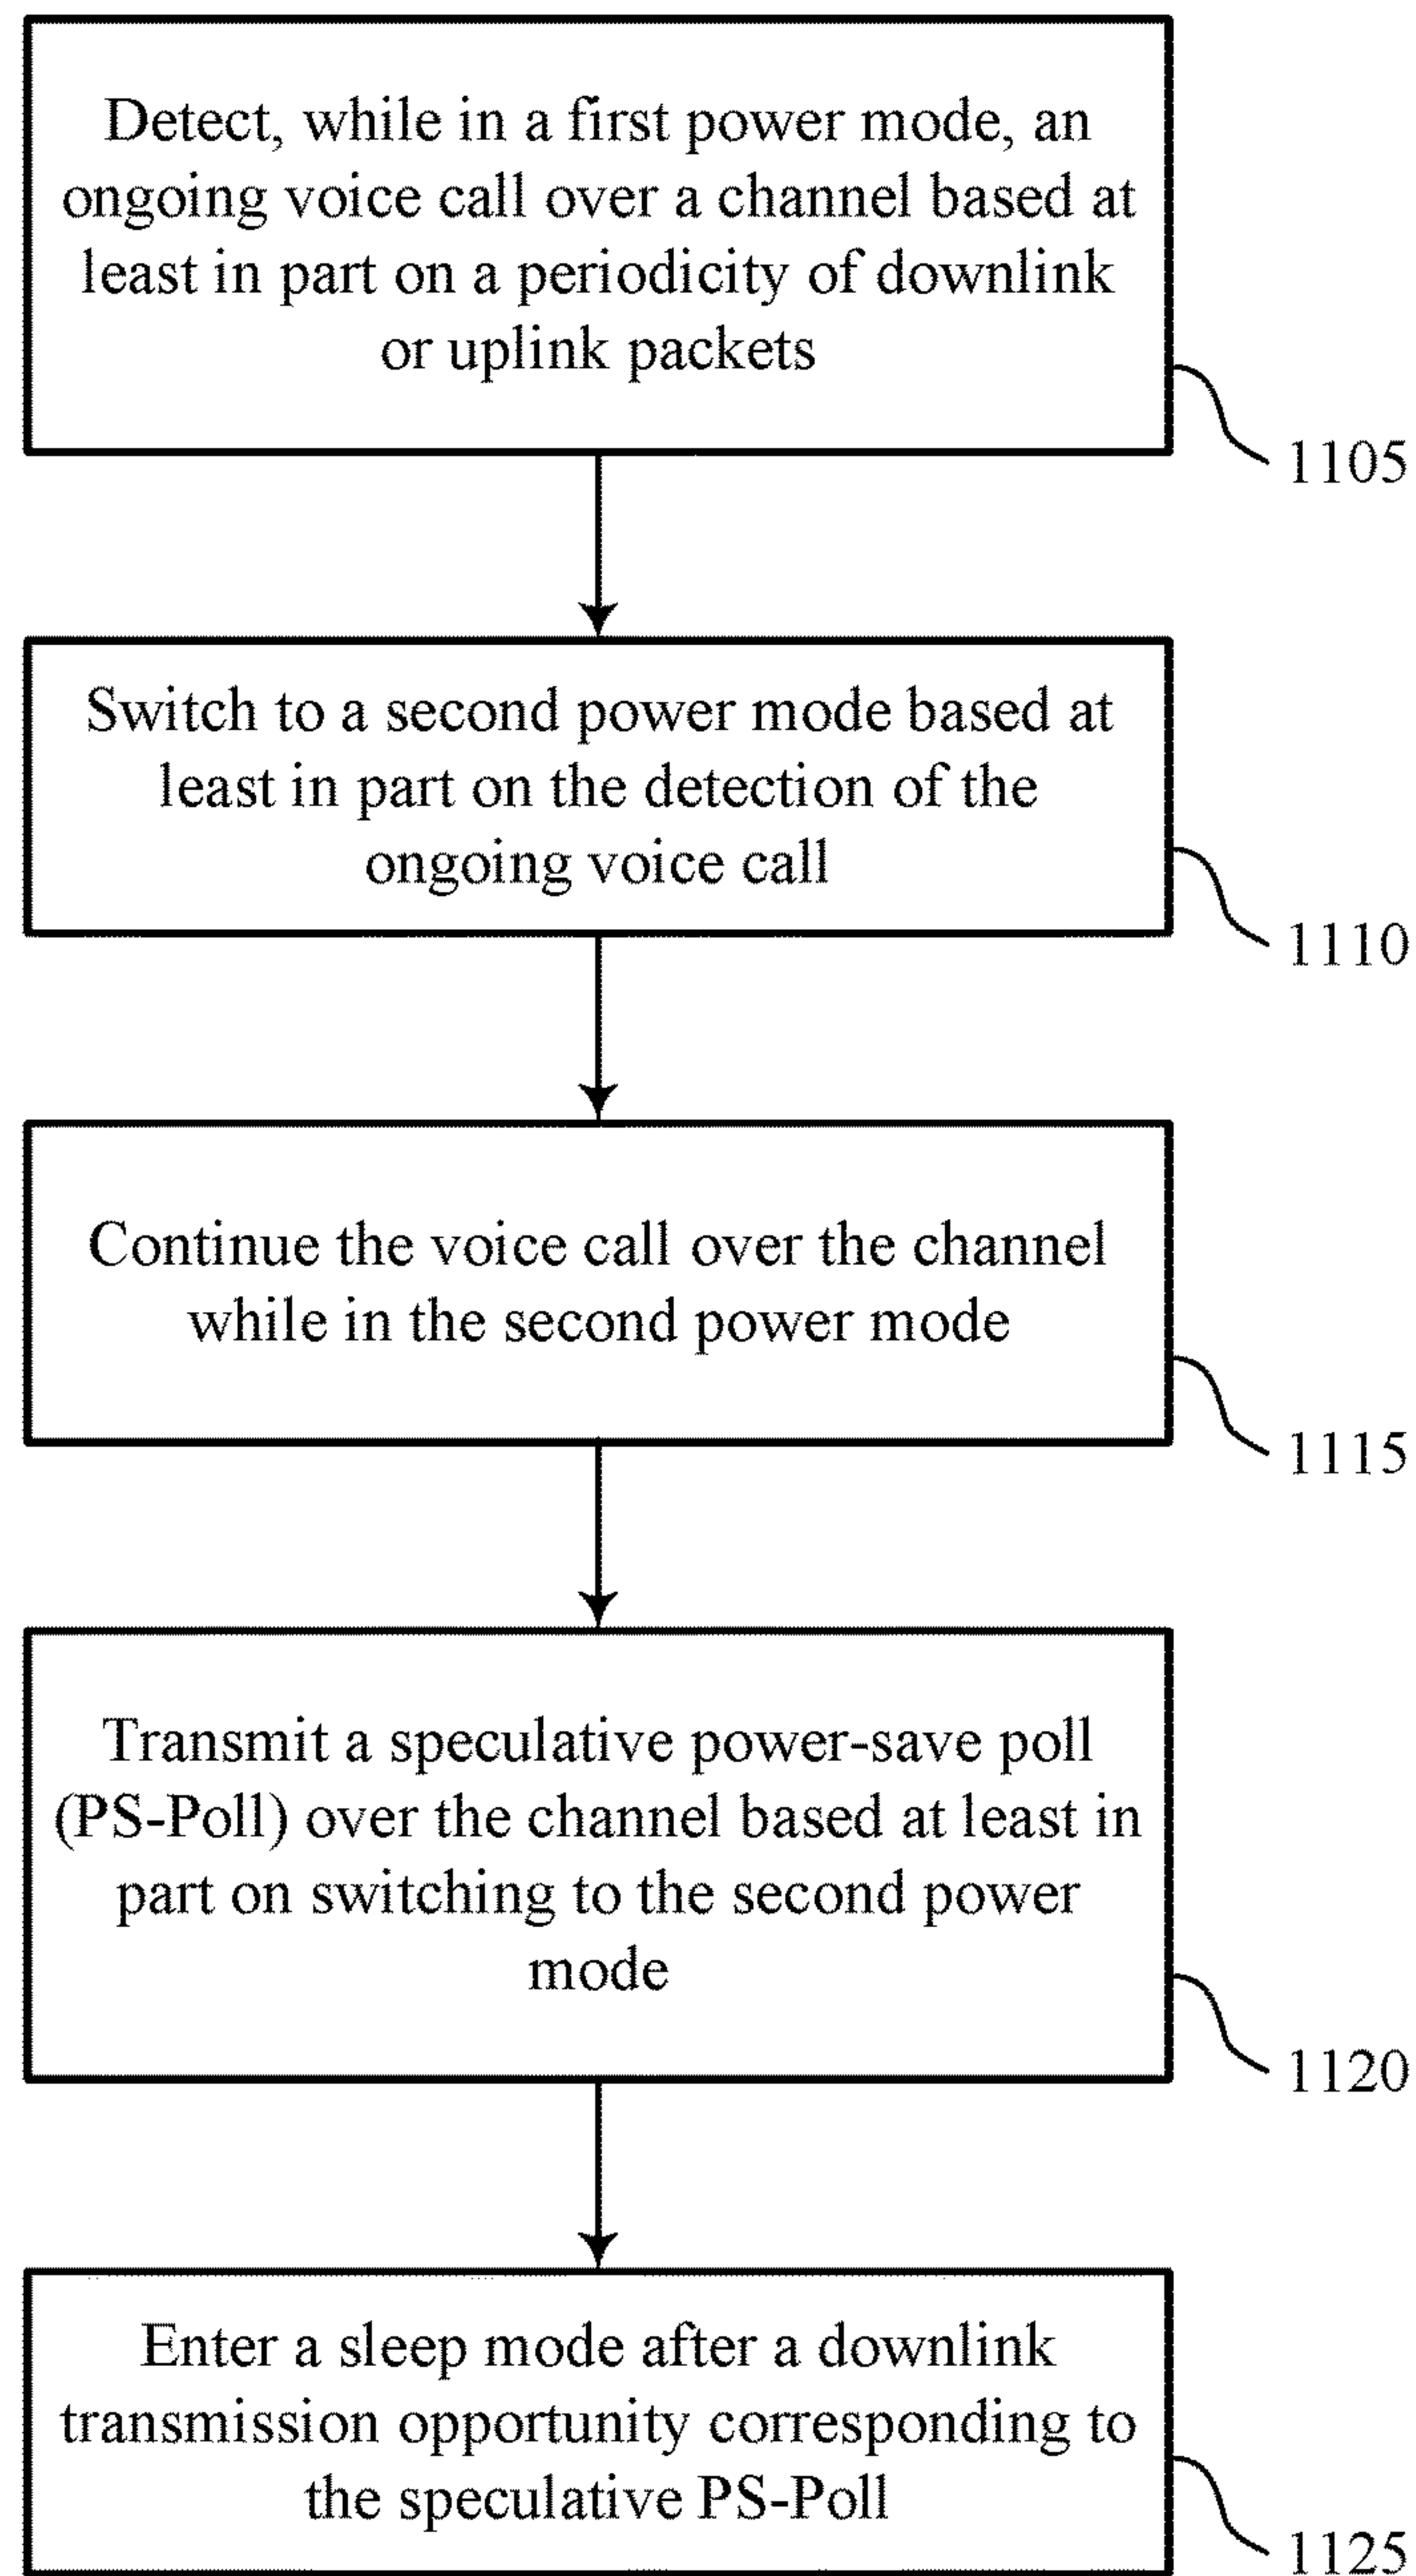 Detect, while in a first power mode, an
ongoing voice call over a channel based at
least in part on a periodicity of downlink
or uplink packets
1105
Switch to a second power mode based at
least in part on the detection of the
ongoing voice call
1110
Continue the voice call over the channel
while in the second power mode
1115
Transmit a speculative power-save poll
(PS-Poll) over the channel based at least in
part on switching to the second power
mode
1120
Enter a sleep mode after a downlink
transmission opportunity corresponding to
the speculative PS-Poll
1125